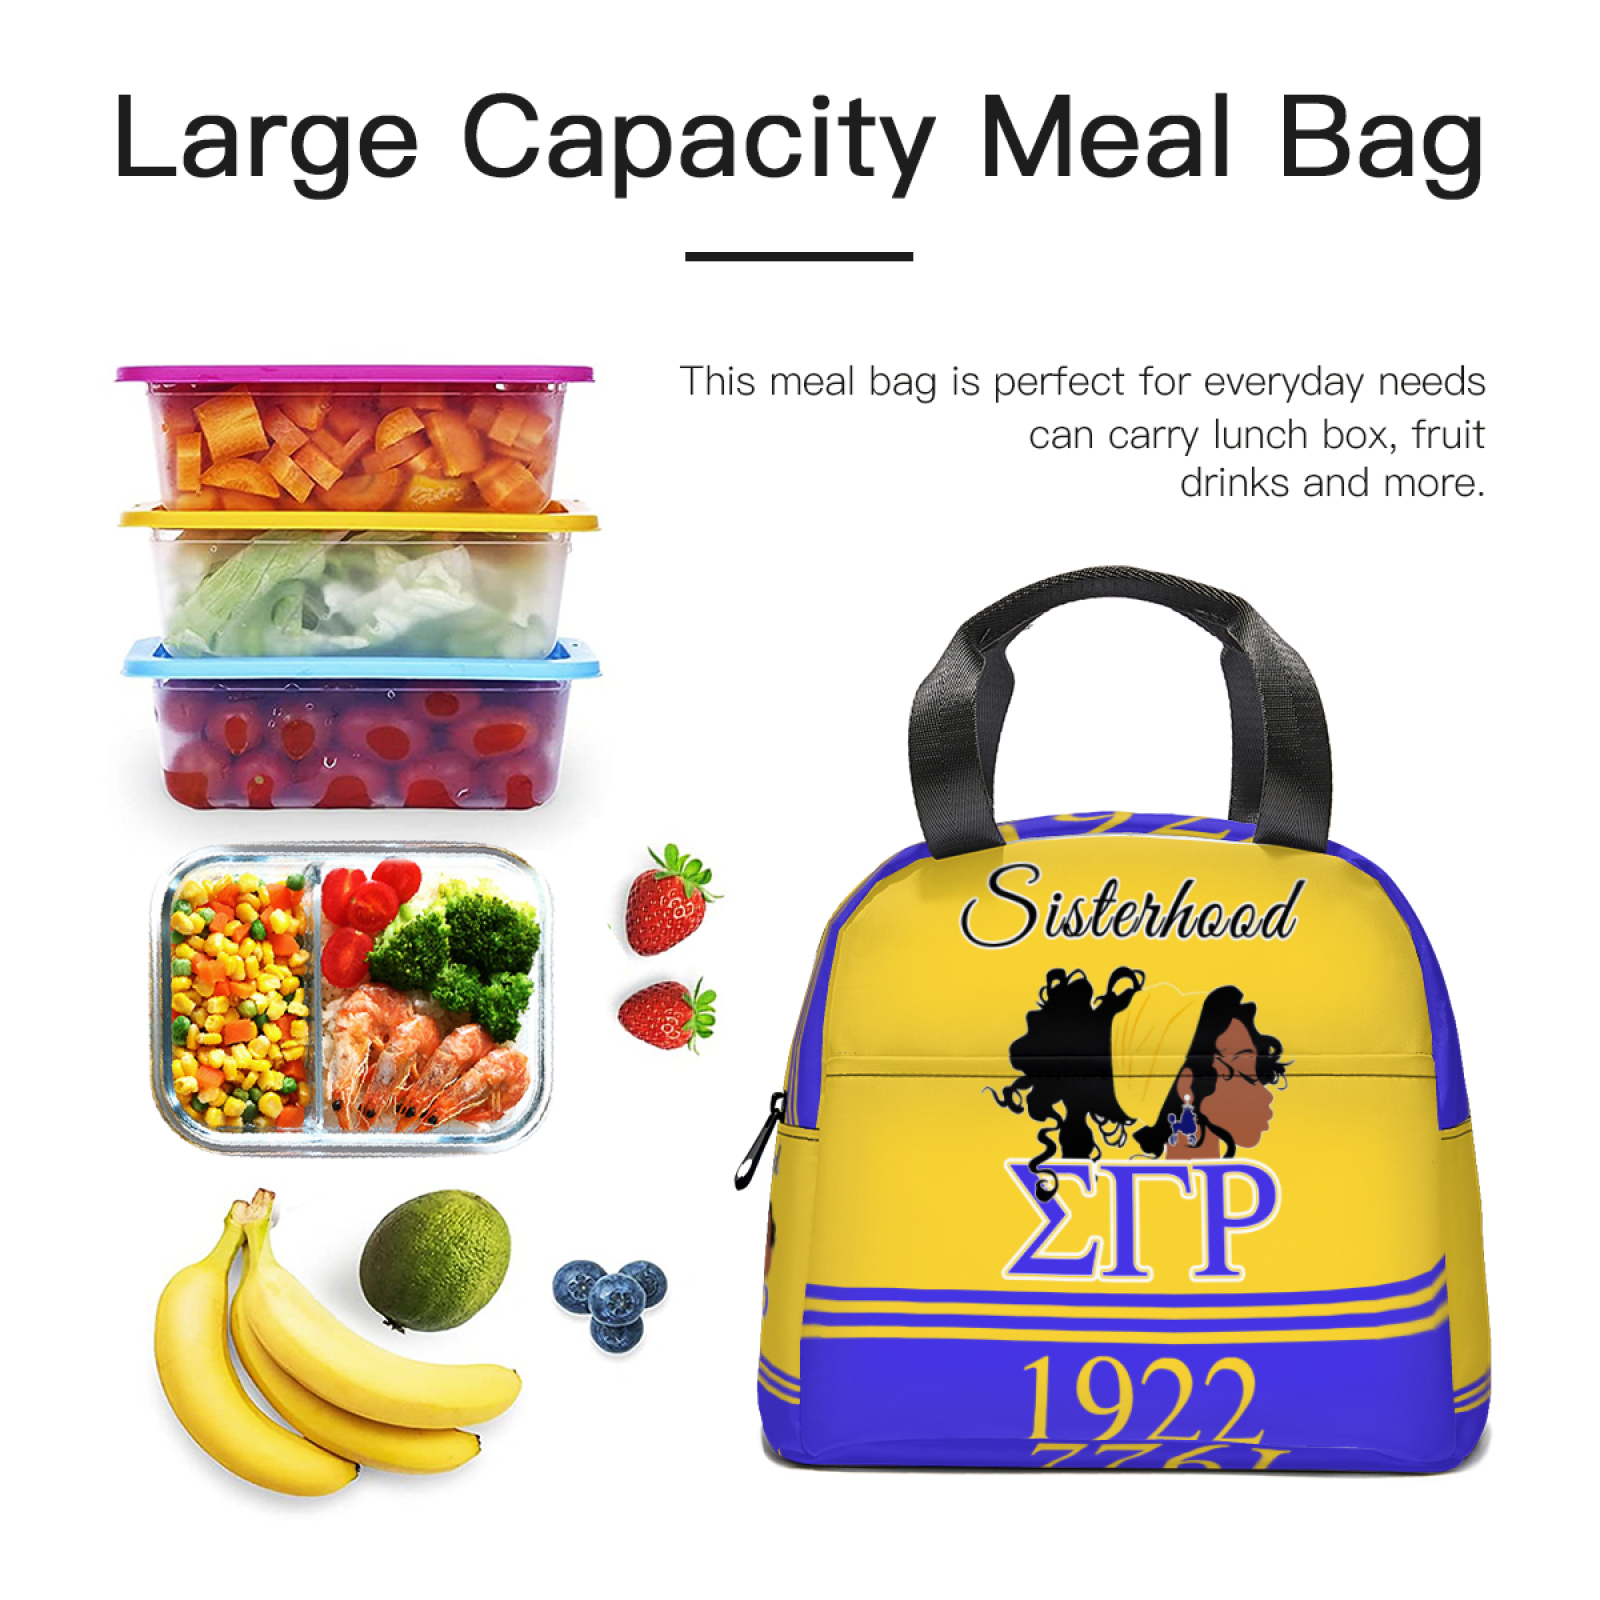 Large Capacity Meal Bag
This meal bag is perfect for everyday needs
can carry lunch box, fruit
drinks and more.
Sisterhood
ΣΓΡ
1922